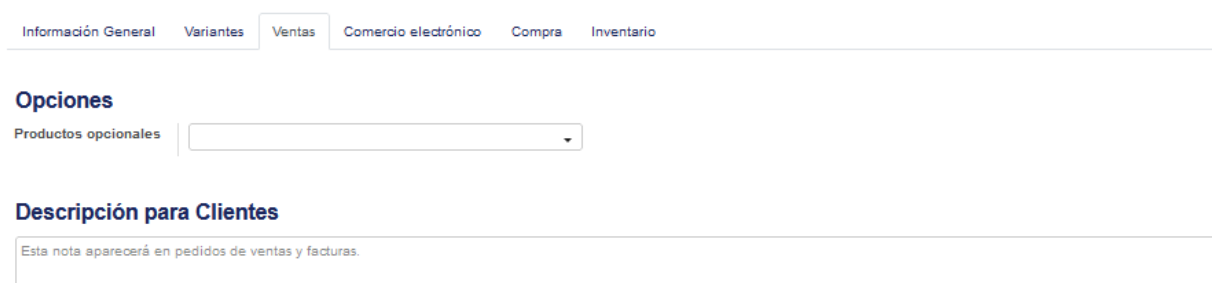 Información General Variantes Ventas Comercio electrónico Compra Inventario
Opciones
Productos opcionales
Descripción para Clientes
Esta nota aparecerá en pedidos de ventas y facturas.